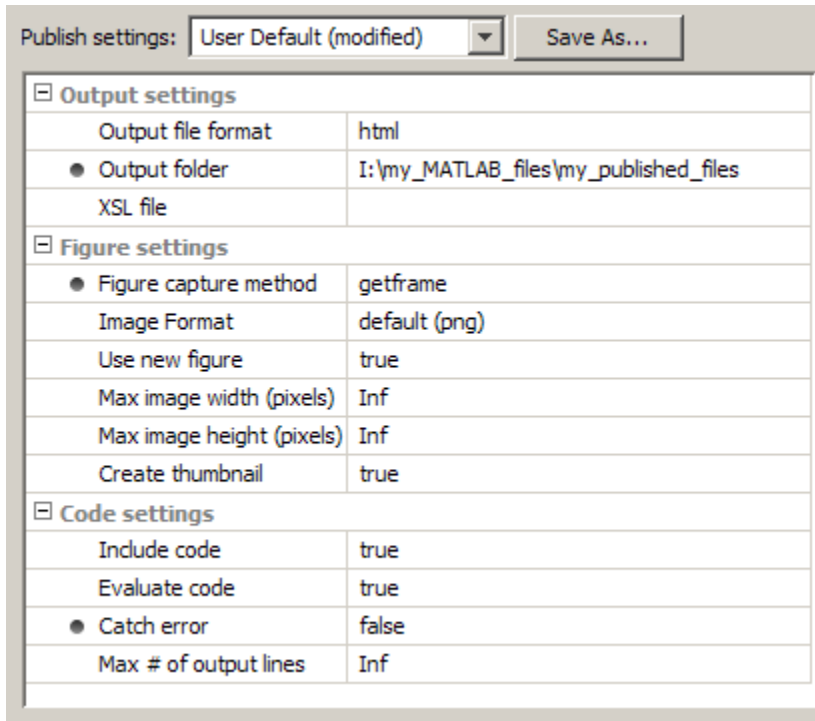 Publish settings: User Default (modified) Save As...
Output settings
Output file format html
Output folder I:\my_MATLAB_files\my_published_files
XSL file
Figure settings
Figure capture method getframe
Image Format default (png)
Use new figure true
Max image width (pixels) Inf
Max image height (pixels) Inf
Create thumbnail true
Code settings
Include code true
Evaluate code true
Catch error false
Max # of output lines Inf